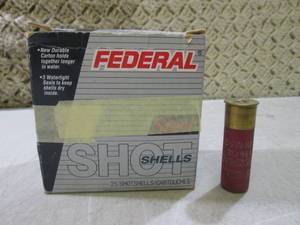 • New Durable
Carton holds
together longer
in water.
• 3 Watertight
Seals to keep
shells dry
inside.
FEDERAL®
SHOT
SHELLS
25 SHOTSHELLS/CARTOUCHES